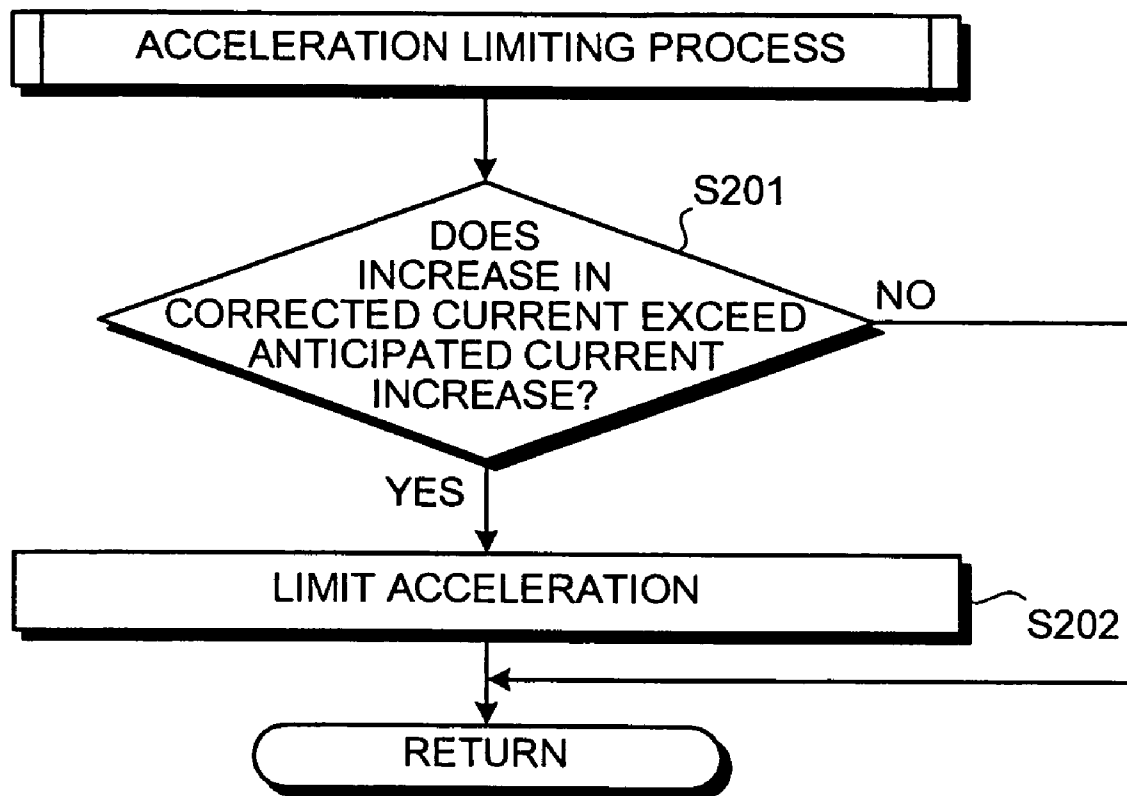 ACCELERATION LIMITING PROCESS
S201
DOES
INCREASE IN
CORRECTED CURRENT EXCEED
ANTICIPATED CURRENT
INCREASE?
NO
YES
LIMIT ACCELERATION
S202
RETURN